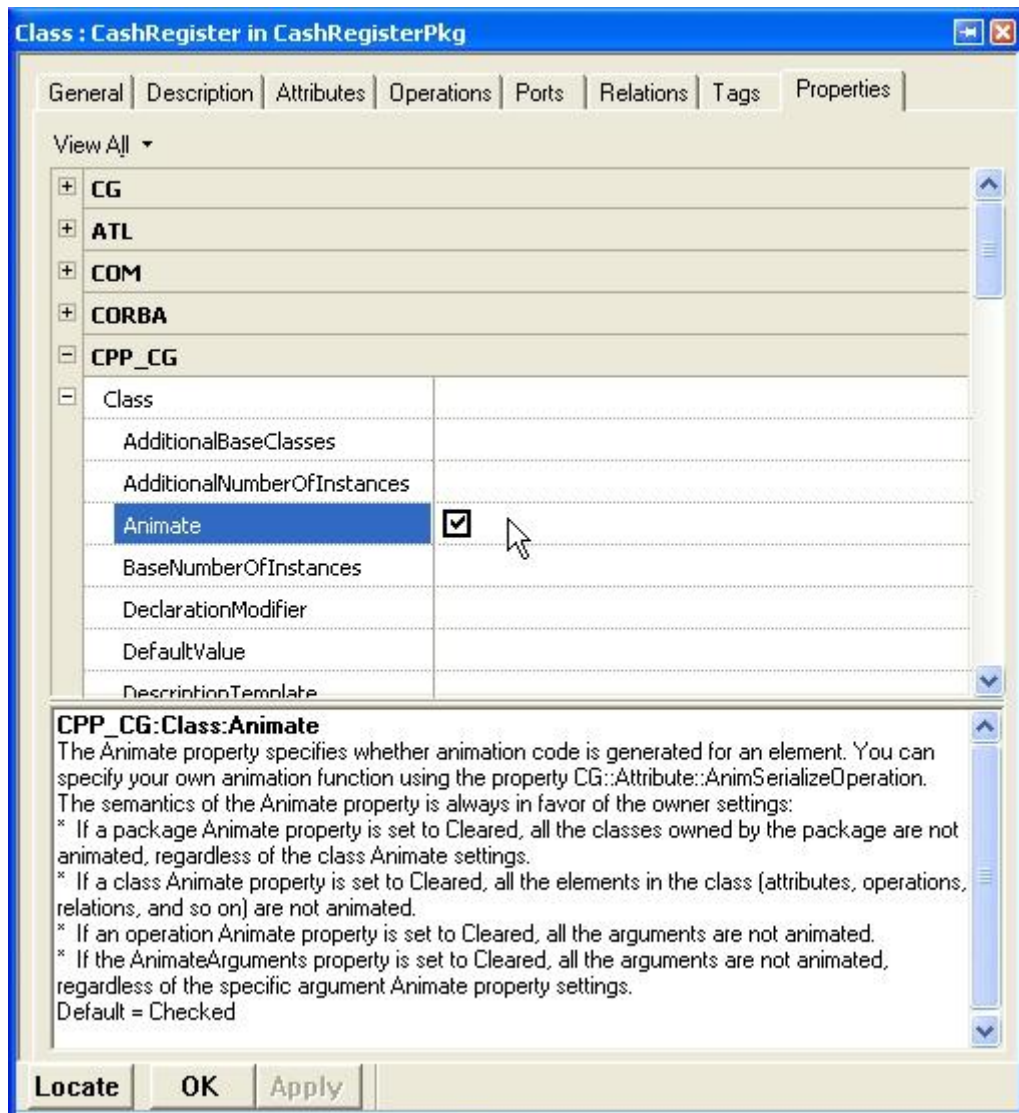 Class : CashRegister in CashRegisterPkg
General Description Attributes Operations Ports Relations Tags Properties
View All
CG
ATL
COM
CORBA
CPP_CG
Class
AdditionalBaseClasses
AdditionalNumberOfInstances
Animate
BaseNumberOfInstances
DeclarationModifier
DefaultValue
DescriptionTemplate
CPP_CG:Class:Animate
The Animate property specifies whether animation code is generated for an element. You can
specify your own animation function using the property CG::Attribute::AnimSerializeOperation.
The semantics of the Animate property is always in favor of the owner settings:
* If a package Animate property is set to Cleared, all the classes owned by the package are not
animated, regardless of the class Animate settings.
* If a class Animate property is set to Cleared, all the elements in the class (attributes, operations,
relations, and so on) are not animated.
* If an operation Animate property is set to Cleared, all the arguments are not animated.
* If the AnimateArguments property is set to Cleared, all the arguments are not animated,
regardless of the specific argument Animate property settings.
Default = Checked
Locate OK Apply